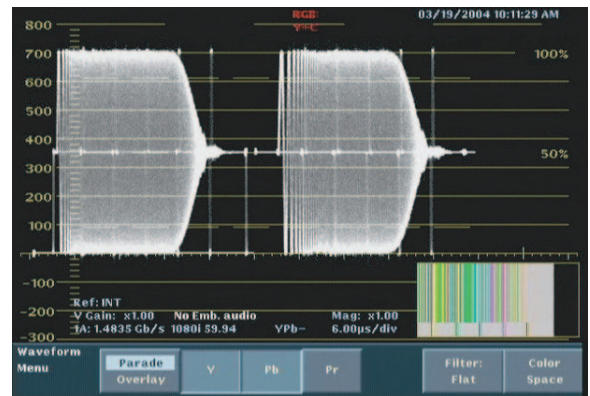 RGB:
Y-C
03/19/2004 10:11:29 AM
800
700
100%
600
500
400
50%
300
200
100
-100
Ref: INT
V Gain: x1.00 No Emb. audio Mag: x1.00
-200
1A: 1.4835 Gb/s 1080i 59.94 YPb- 6.00µs/div
-300
Waveform
Menu
Parade
Overlay
Y
Pb
Pr
Filter:
Flat
Color
Space